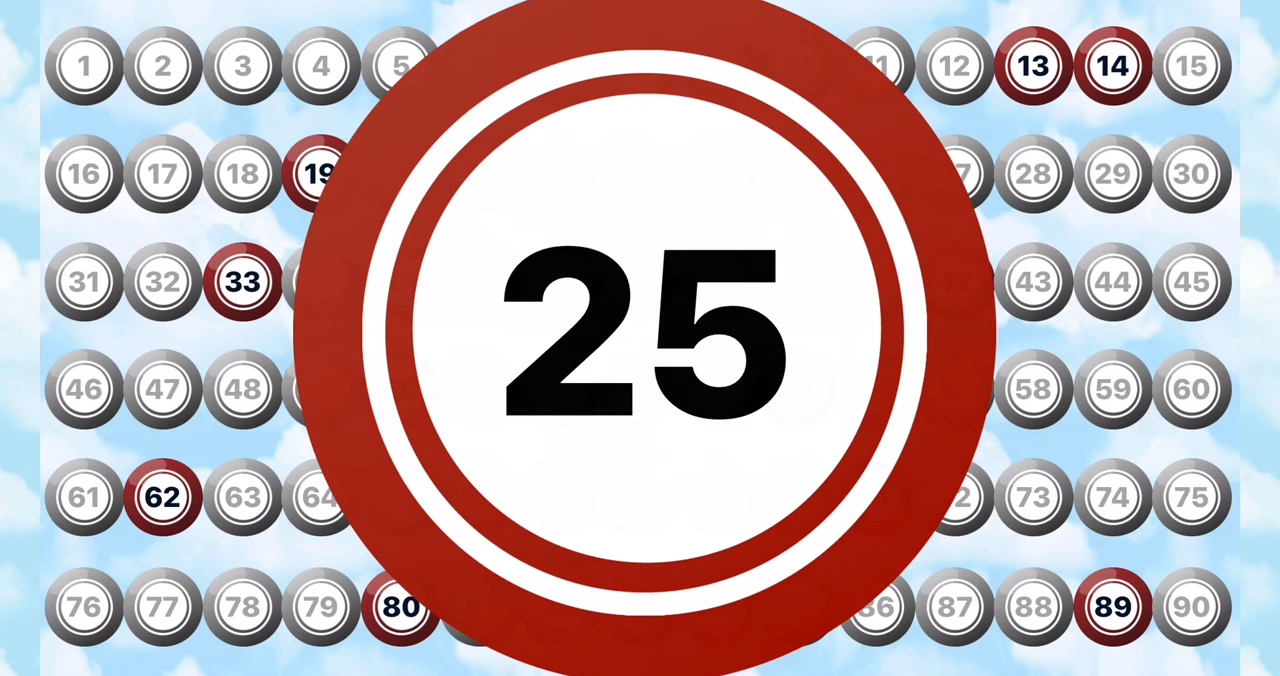 1 2 3 4 5 11 12 13 14 15
16 17 18 19 28 29 30
31 32 33 43 44 45
25
46 47 48 58 59 60
61 62 63 64 73 74 75
76 77 78 79 80 86 87 88 89 90